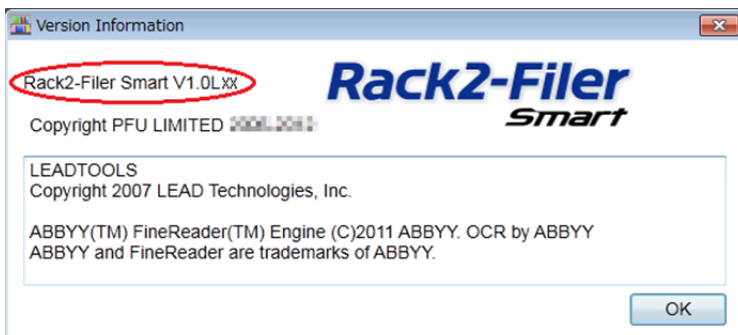 Version Information
Rack2-Filer Smart V1.0Lxx
Rack2-Filer
Smart
Copyright PFU LIMITED
LEADTOOLS
Copyright 2007 LEAD Technologies, Inc.
ABBYY(TM) FineReader(TM) Engine (C)2011 ABBYY. OCR by ABBYY
ABBYY and FineReader are trademarks of ABBYY.
OK